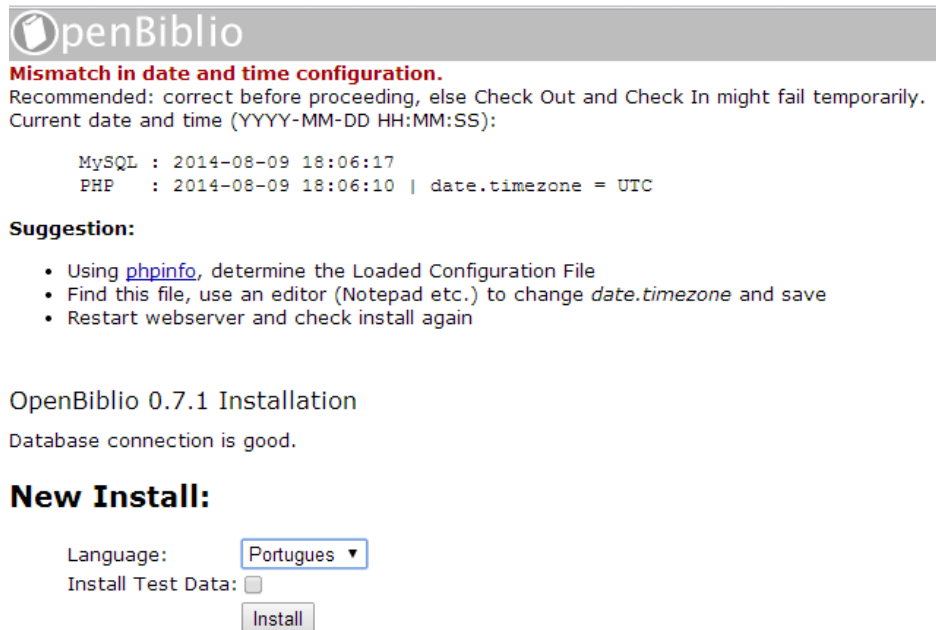 OpenBiblio
Mismatch in date and time configuration.
Recommended: correct before proceeding, else Check Out and Check In might fail temporarily.
Current date and time (YYYY-MM-DD HH:MM:SS):
MySQL : 2014-08-09 18:06:17
PHP : 2014-08-09 18:06:10 | date.timezone = UTC
Suggestion:
• Using phpinfo, determine the Loaded Configuration File
• Find this file, use an editor (Notepad etc.) to change date.timezone and save
• Restart webserver and check install again
OpenBiblio 0.7.1 Installation
Database connection is good.
New Install:
Language: Portugues
Install Test Data:
Install